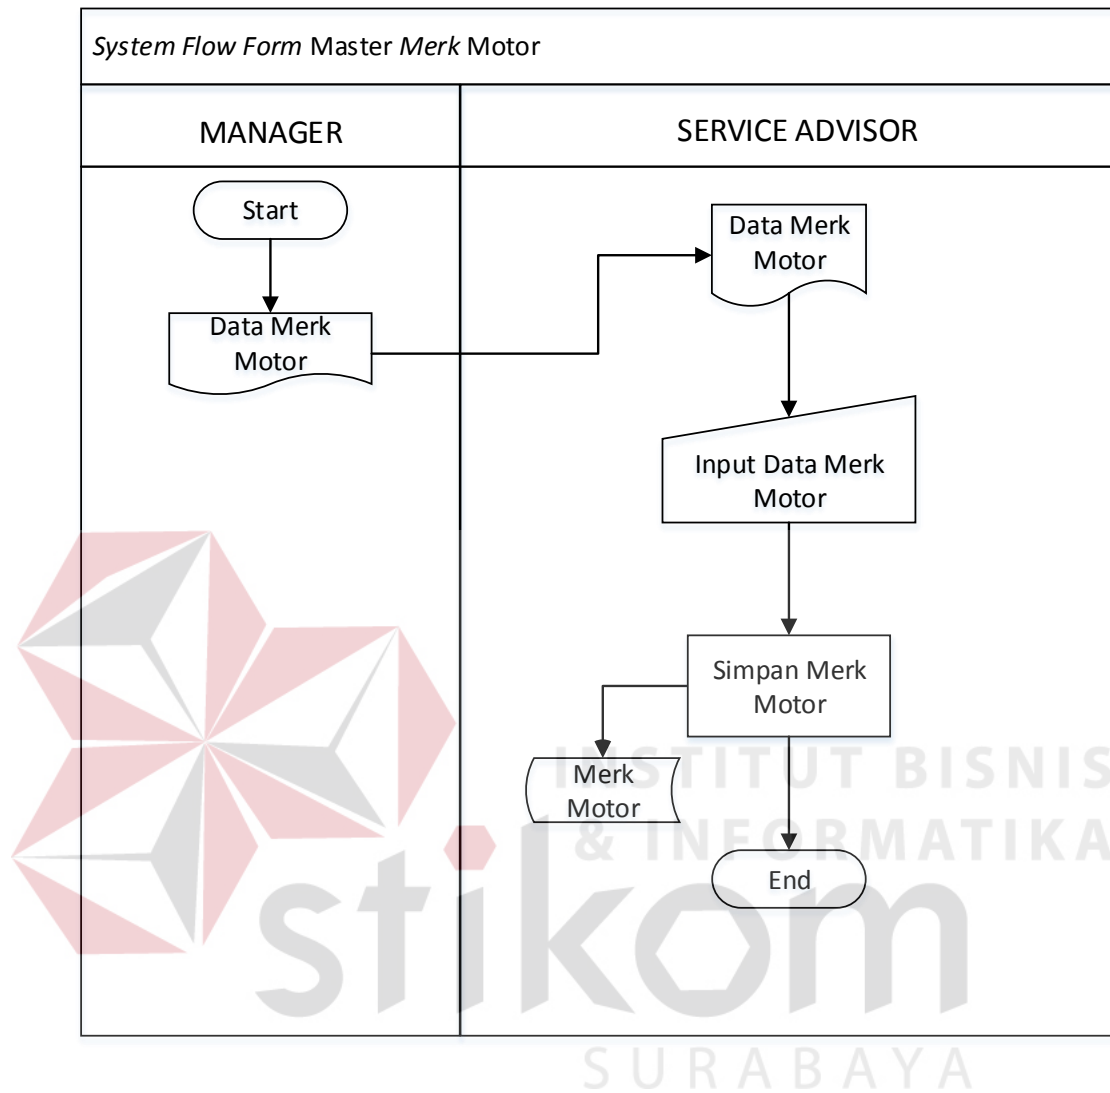 System Flow Form Master Merk Motor
MANAGER
SERVICE ADVISOR
Start
Data Merk
Motor
Data Merk
Motor
Input Data Merk
Motor
Simpan Merk
Motor
Merk
Motor
End
INSTITUT BISNIS
& INFORMATIKA
stikom
SURABAYA